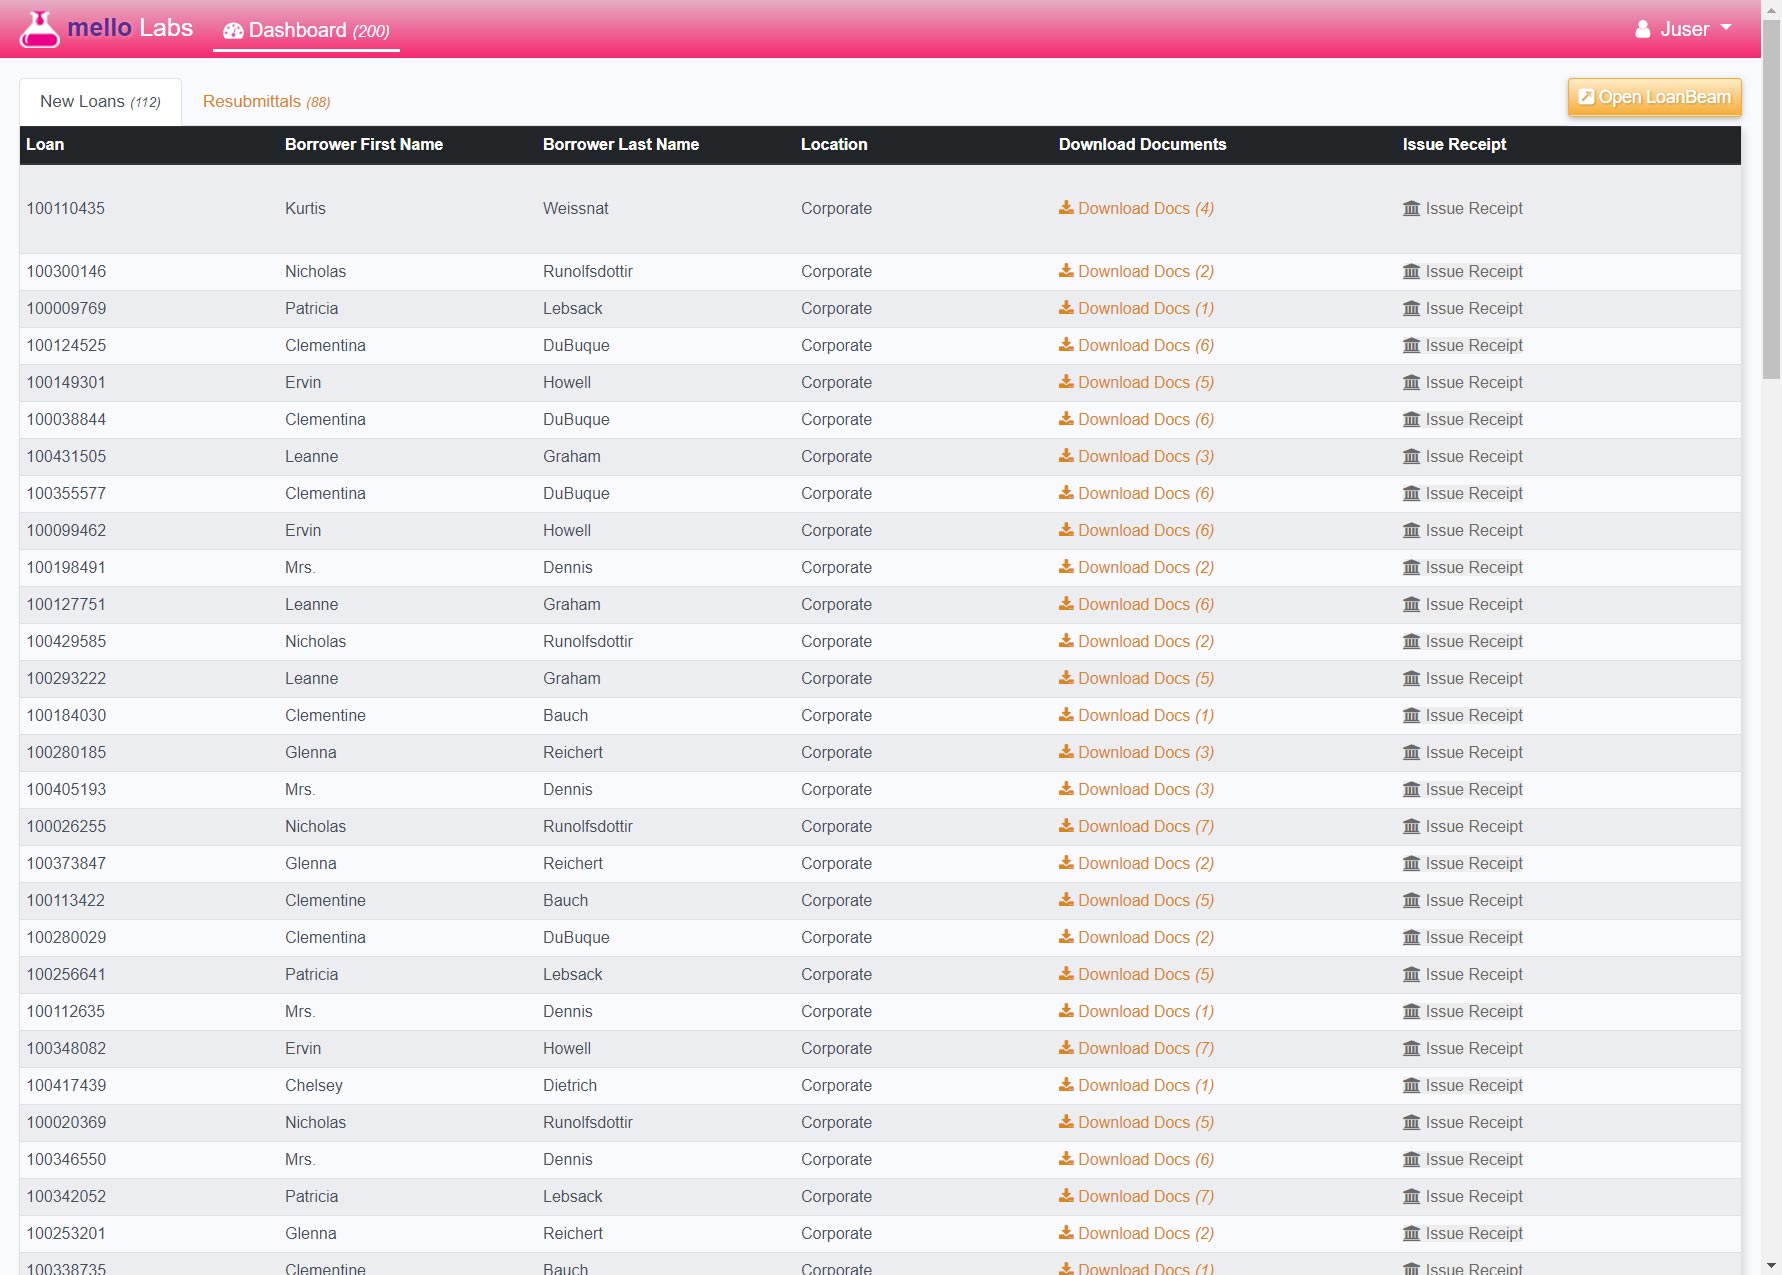 mello Labs Dashboard (200) Juser
New Loans (112) Resubmittals (88) Open LoanBeam
Loan Borrower First Name Borrower Last Name Location Download Documents Issue Receipt
100110435 Kurtis Weissnat Corporate Download Docs (4) Issue Receipt
100300146 Nicholas Runolfsdottir Corporate Download Docs (2) Issue Receipt
100009769 Patricia Lebsack Corporate Download Docs (1) Issue Receipt
100124525 Clementina DuBuque Corporate Download Docs (6) Issue Receipt
100149301 Ervin Howell Corporate Download Docs (5) Issue Receipt
100038844 Clementina DuBuque Corporate Download Docs (6) Issue Receipt
100431505 Leanne Graham Corporate Download Docs (3) Issue Receipt
100355577 Clementina DuBuque Corporate Download Docs (6) Issue Receipt
100099462 Ervin Howell Corporate Download Docs (6) Issue Receipt
100198491 Mrs. Dennis Corporate Download Docs (2) Issue Receipt
100127751 Leanne Graham Corporate Download Docs (6) Issue Receipt
100429585 Nicholas Runolfsdottir Corporate Download Docs (2) Issue Receipt
100293222 Leanne Graham Corporate Download Docs (5) Issue Receipt
100184030 Clementine Bauch Corporate Download Docs (1) Issue Receipt
100280185 Glenna Reichert Corporate Download Docs (3) Issue Receipt
100405193 Mrs. Dennis Corporate Download Docs (3) Issue Receipt
100026255 Nicholas Runolfsdottir Corporate Download Docs (7) Issue Receipt
100373847 Glenna Reichert Corporate Download Docs (2) Issue Receipt
100113422 Clementine Bauch Corporate Download Docs (5) Issue Receipt
100280029 Clementina DuBuque Corporate Download Docs (2) Issue Receipt
100256641 Patricia Lebsack Corporate Download Docs (5) Issue Receipt
100112635 Mrs. Dennis Corporate Download Docs (1) Issue Receipt
100348082 Ervin Howell Corporate Download Docs (7) Issue Receipt
100417439 Chelsey Dietrich Corporate Download Docs (1) Issue Receipt
100020369 Nicholas Runolfsdottir Corporate Download Docs (5) Issue Receipt
100346550 Mrs. Dennis Corporate Download Docs (6) Issue Receipt
100342052 Patricia Lebsack Corporate Download Docs (7) Issue Receipt
100253201 Glenna Reichert Corporate Download Docs (2) Issue Receipt
100338735 Clementine Bauch Corporate Download Docs (1) Issue Receipt